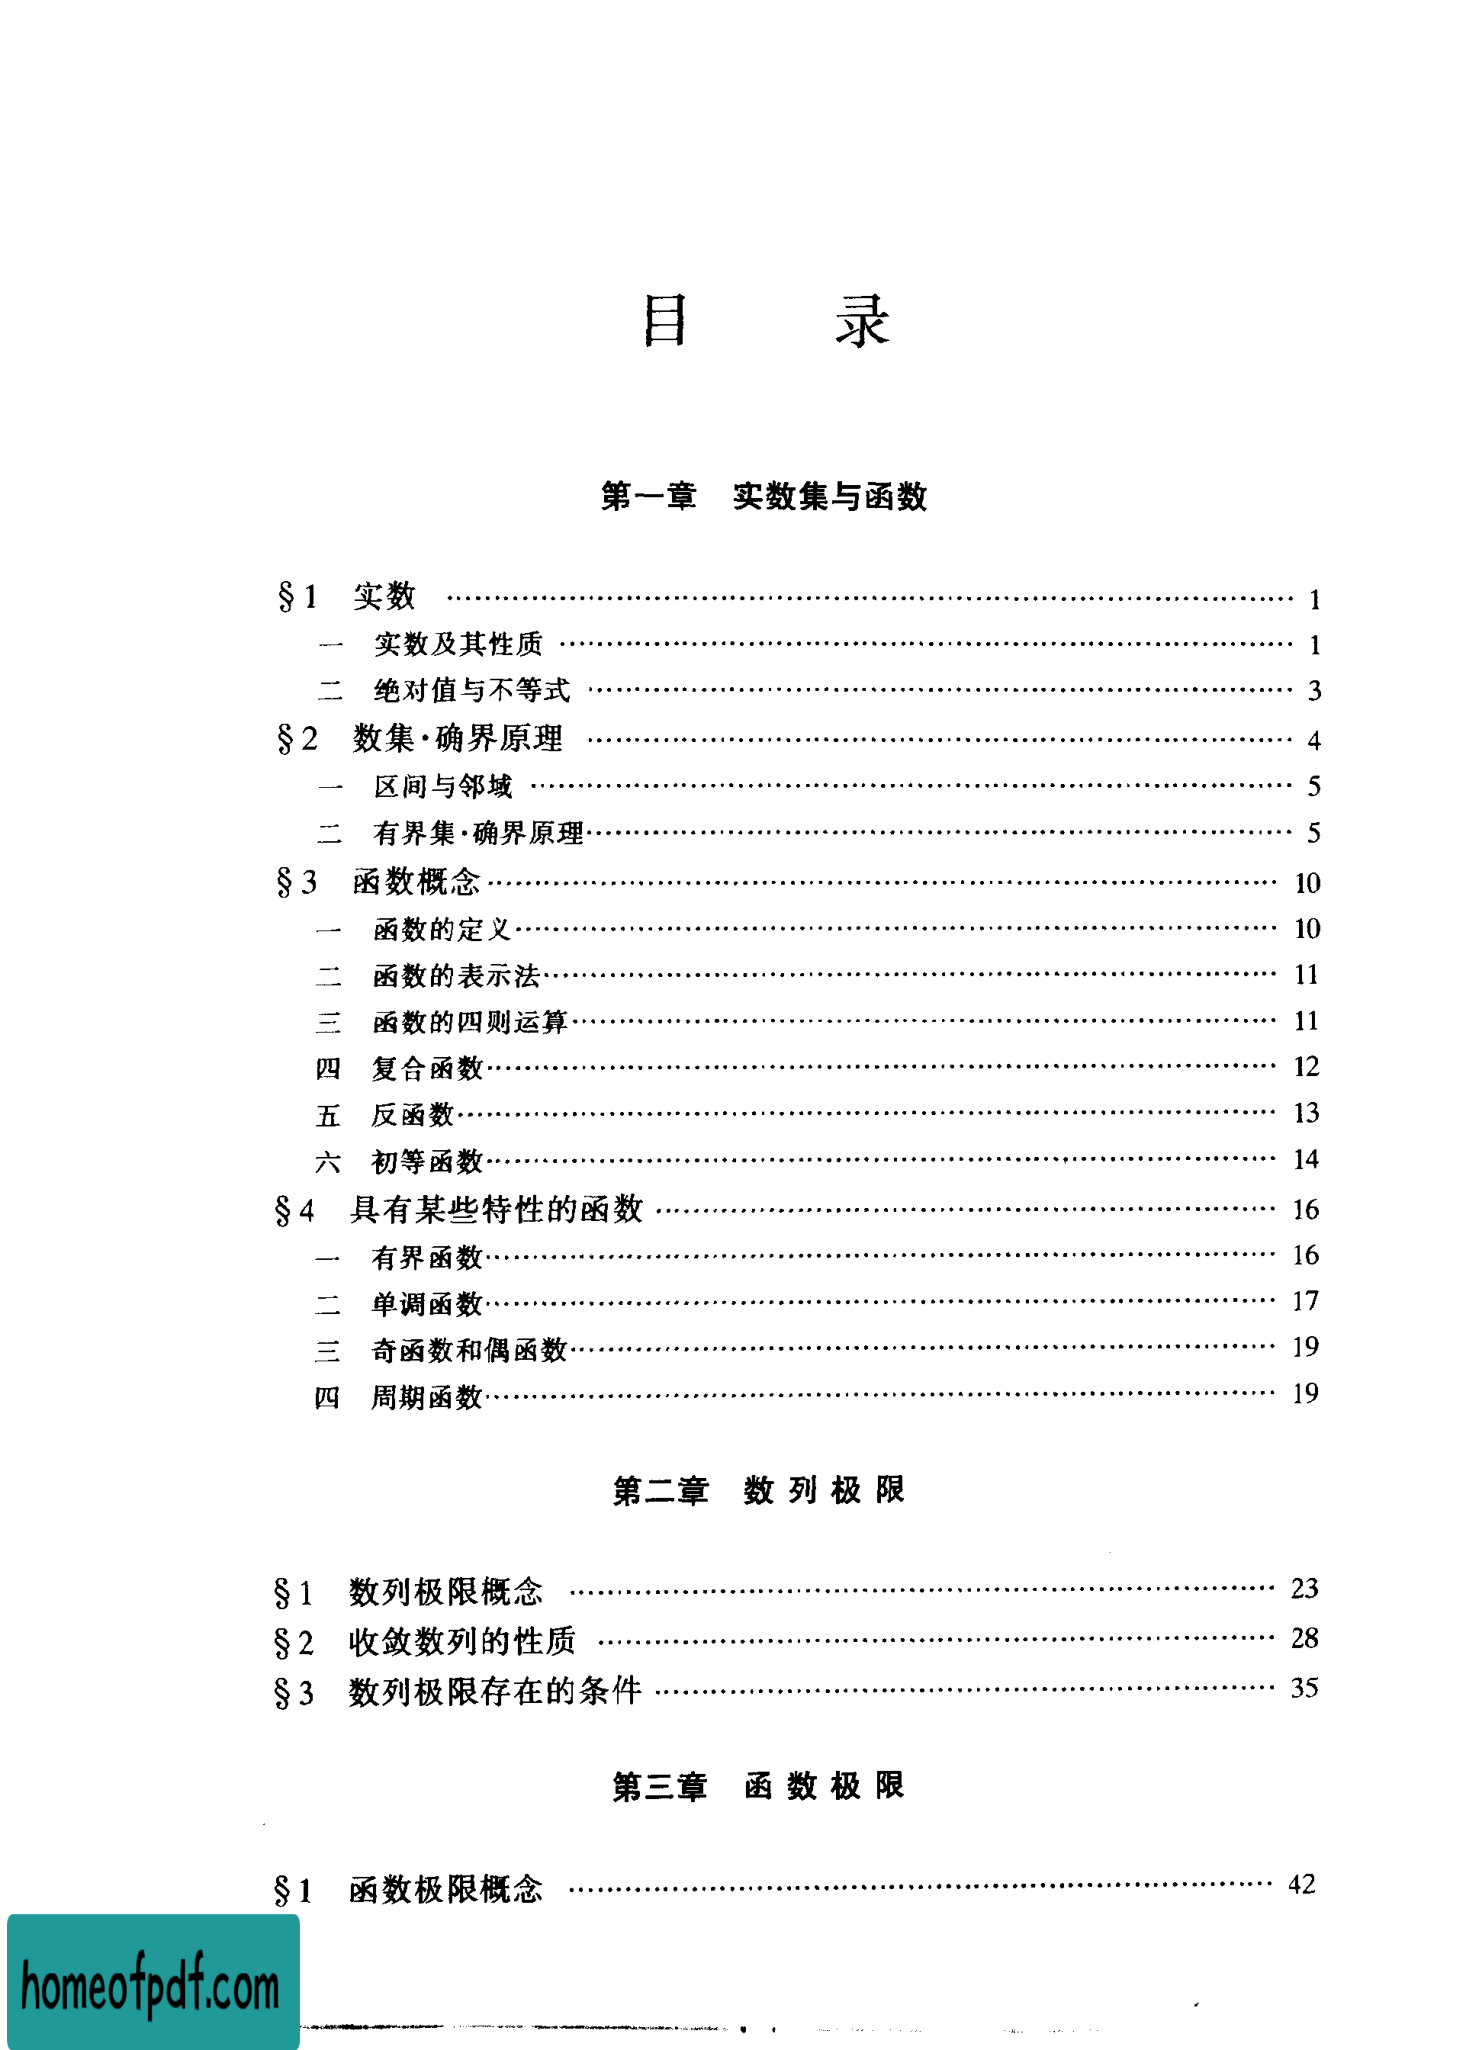 目 录
第一章 实数集与函数
§1 实数 …… 1
一 实数及其性质 …… 1
二 绝对值与不等式 …… 3
§2 数集·确界原理 …… 4
一 区间与邻域 …… 5
二 有界集·确界原理 …… 5
§3 函数概念 …… 10
一 函数的定义 …… 10
二 函数的表示法 …… 11
三 函数的四则运算 …… 11
四 复合函数 …… 12
五 反函数 …… 13
六 初等函数 …… 14
§4 具有某些特性的函数 …… 16
一 有界函数 …… 16
二 单调函数 …… 17
三 奇函数和偶函数 …… 19
四 周期函数 …… 19
第二章 数列极限
§1 数列极限概念 …… 23
§2 收敛数列的性质 …… 28
§3 数列极限存在的条件 …… 35
第三章 函数极限
§1 函数极限概念 …… 42
homeofpdf.com